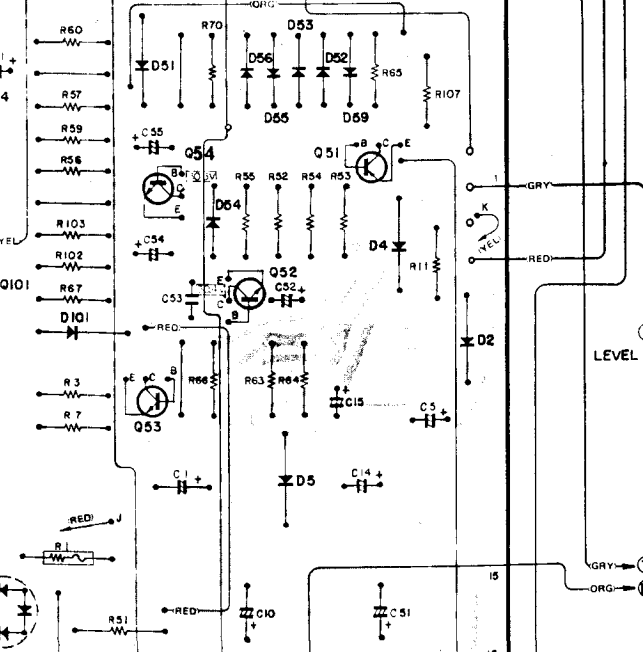 (ORG)
R60
R70
D53
D56
D52
D51
R65
+
4
R57
R107
D55
D59
R59
+ C55
Q54
Q51
B C E
R56
B
C
E
R55 R52 R54 R53
1
GRY
K
(YEL)
D54
R103
YEL
+ C54
D4
R102
R11
RED
Q101
Q52
E
C
B
R67
C53
C52 +
D101
RED
D2
LEVEL
E C B
R66
R63
R64
R3
+
C15
C5 +
R7
Q53
C1 +
D5
C14 +
(RED) J
R1
15
GRY
ORG
RED
C10
+
C51
+
R51